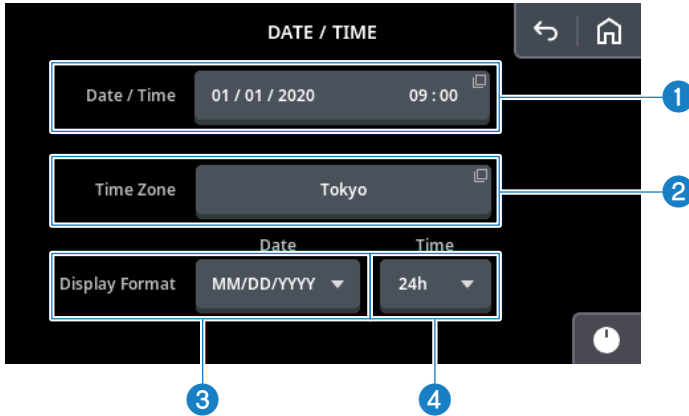 DATE / TIME
Date / Time 01 / 01 / 2020 09 : 00 1
Time Zone Tokyo 2
Date Time
Display Format MM/DD/YYYY 24h
3 4